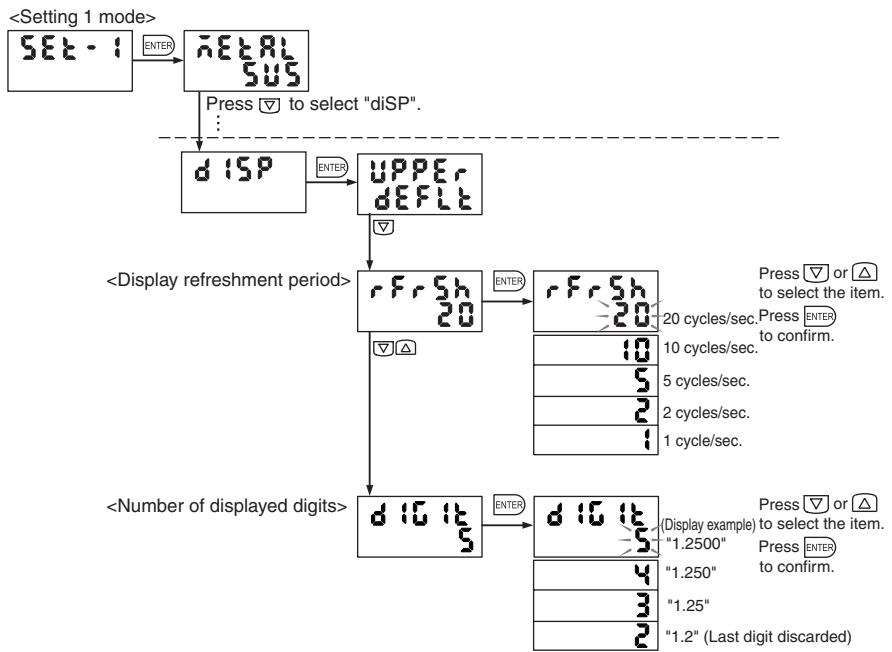 <Setting 1 mode>
SEt-1 ENTER mEtAL
SUS
Press to select "diSP".
diSP ENTER UPPEr
dEFLt
<Display refreshment period> rFrSh ENTER rFrSh
20 20 20 cycles/sec.
10 10 cycles/sec.
5 5 cycles/sec.
2 2 cycles/sec.
1 1 cycle/sec.
Press or
to select the item.
Press ENTER
to confirm.
<Number of displayed digits> diGit ENTER diGit
5 5 (Display example)
"1.2500"
4 "1.250"
3 "1.25"
2 "1.2" (Last digit discarded)
Press or
to select the item.
Press ENTER
to confirm.